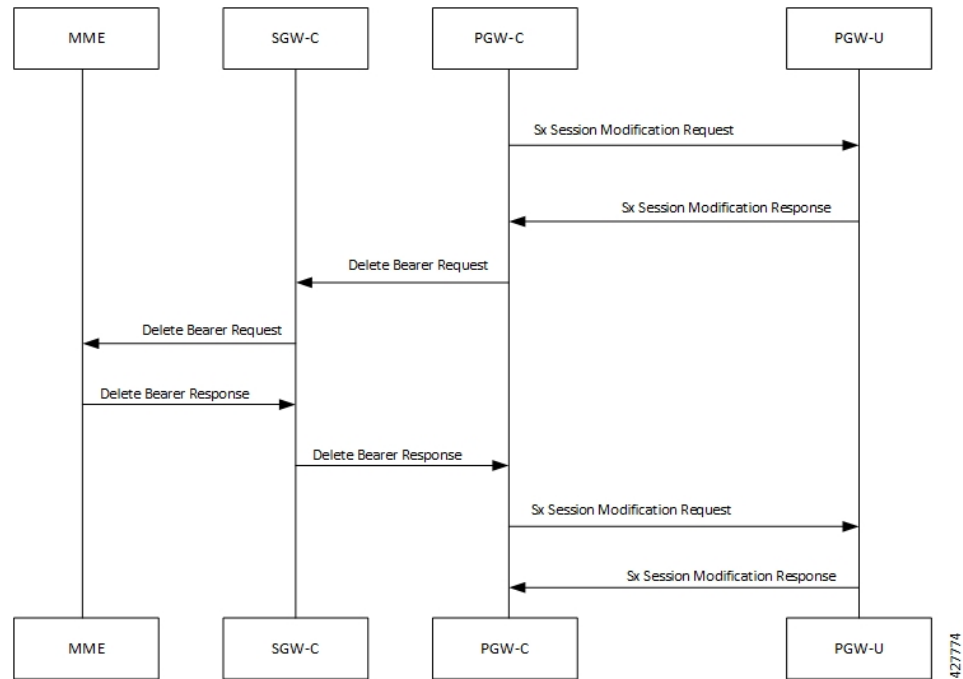 MME
SGW-C
PGW-C
PGW-U
Sx Session Modification Request
Sx Session Modification Response
Delete Bearer Request
Delete Bearer Request
Delete Bearer Response
Delete Bearer Response
Sx Session Modification Request
Sx Session Modification Response
MME
SGW-C
PGW-C
PGW-U
427774